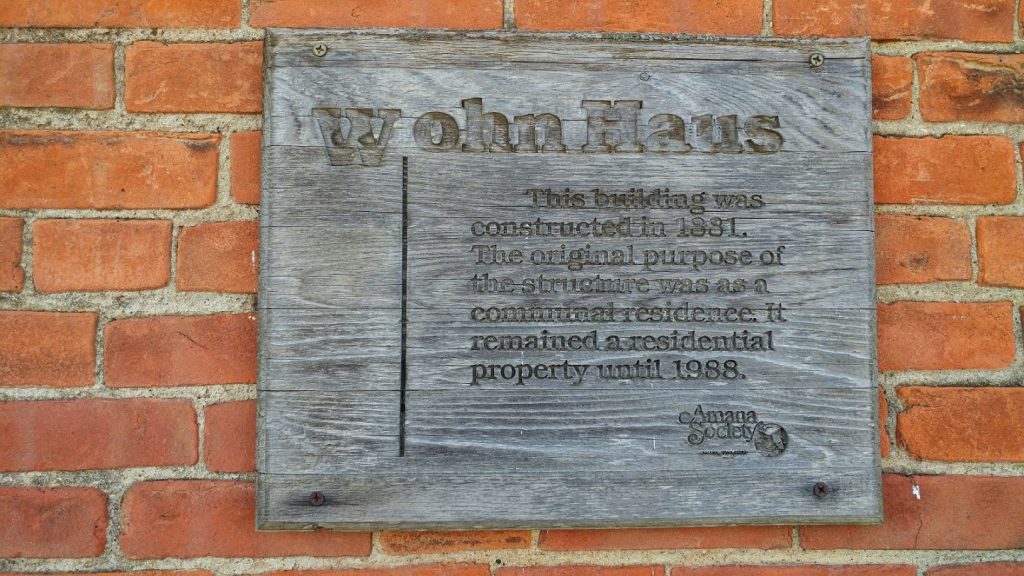 Wohn Haus
This building was
constructed in 1881.
The original purpose of
the structure was as a
communal residence. It
remained a residential
property until 1988.
Amana
Society